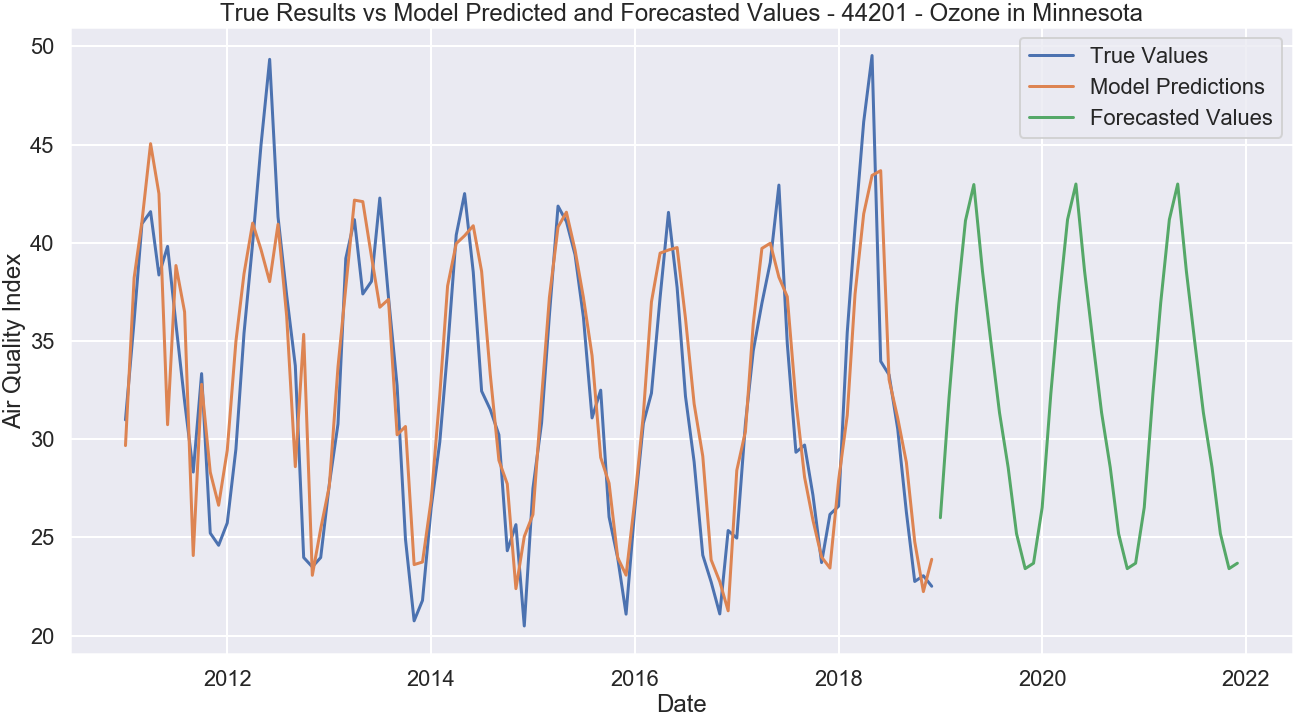 True Results vs Model Predicted and Forecasted Values - 44201 - Ozone in Minnesota
50
45
40
35
30
25
20
Air Quality Index
True Values
Model Predictions
Forecasted Values
2012
2014
2016
2018
2020
2022
Date